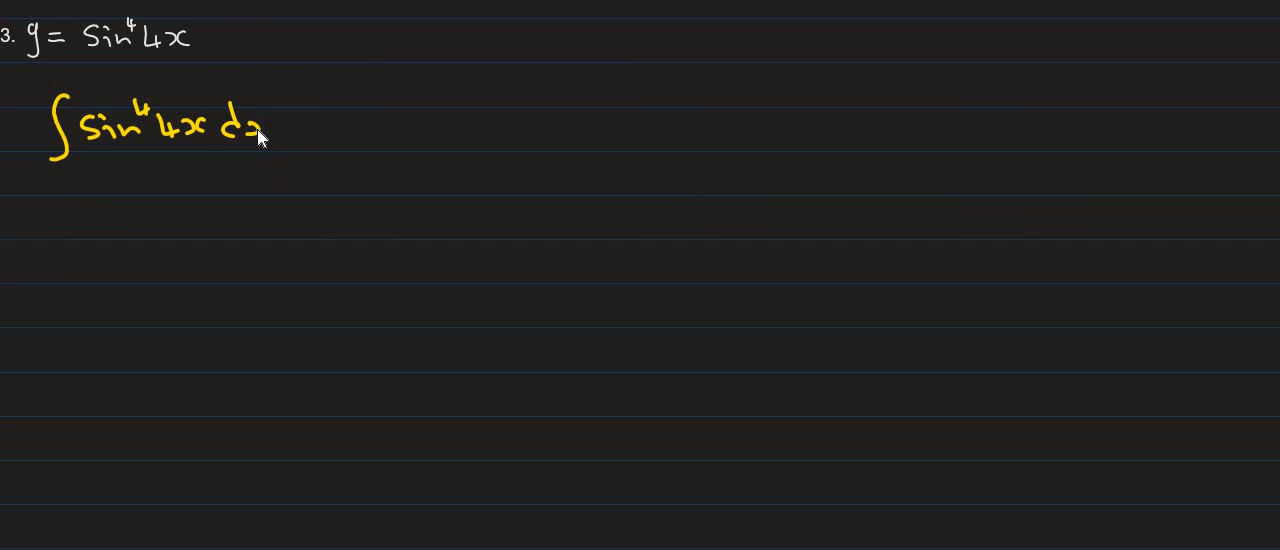 3. y = Sin⁴ 4x
∫ Sin⁴ 4x dx